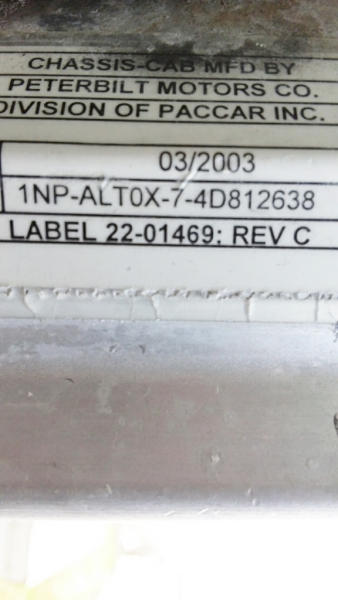 CHASSIS-CAB MFD BY
PETERBILT MOTORS CO.
DIVISION OF PACCAR INC.
03/2003
1NP-ALT0X-7-4D812638
LABEL 22-01469: REV C